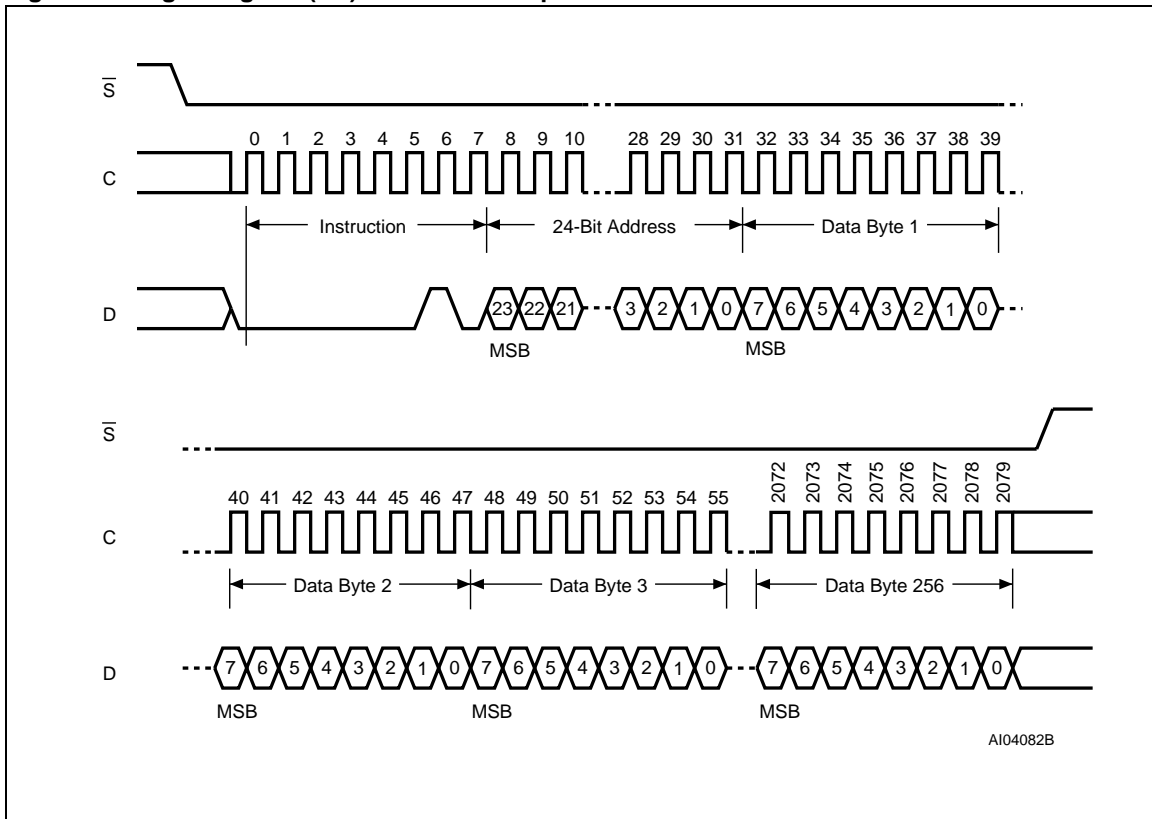 S
0 1 2 3 4 5 6 7 8 9 10 28 29 30 31 32 33 34 35 36 37 38 39
C
Instruction 24-Bit Address Data Byte 1
D 23 22 21 3 2 1 0 7 6 5 4 3 2 1 0
MSB MSB
S
40 41 42 43 44 45 46 47 48 49 50 51 52 53 54 55 2072 2073 2074 2075 2076 2077 2078 2079
C
Data Byte 2 Data Byte 3 Data Byte 256
D 7 6 5 4 3 2 1 0 7 6 5 4 3 2 1 0 7 6 5 4 3 2 1 0
MSB MSB MSB
AI04082B